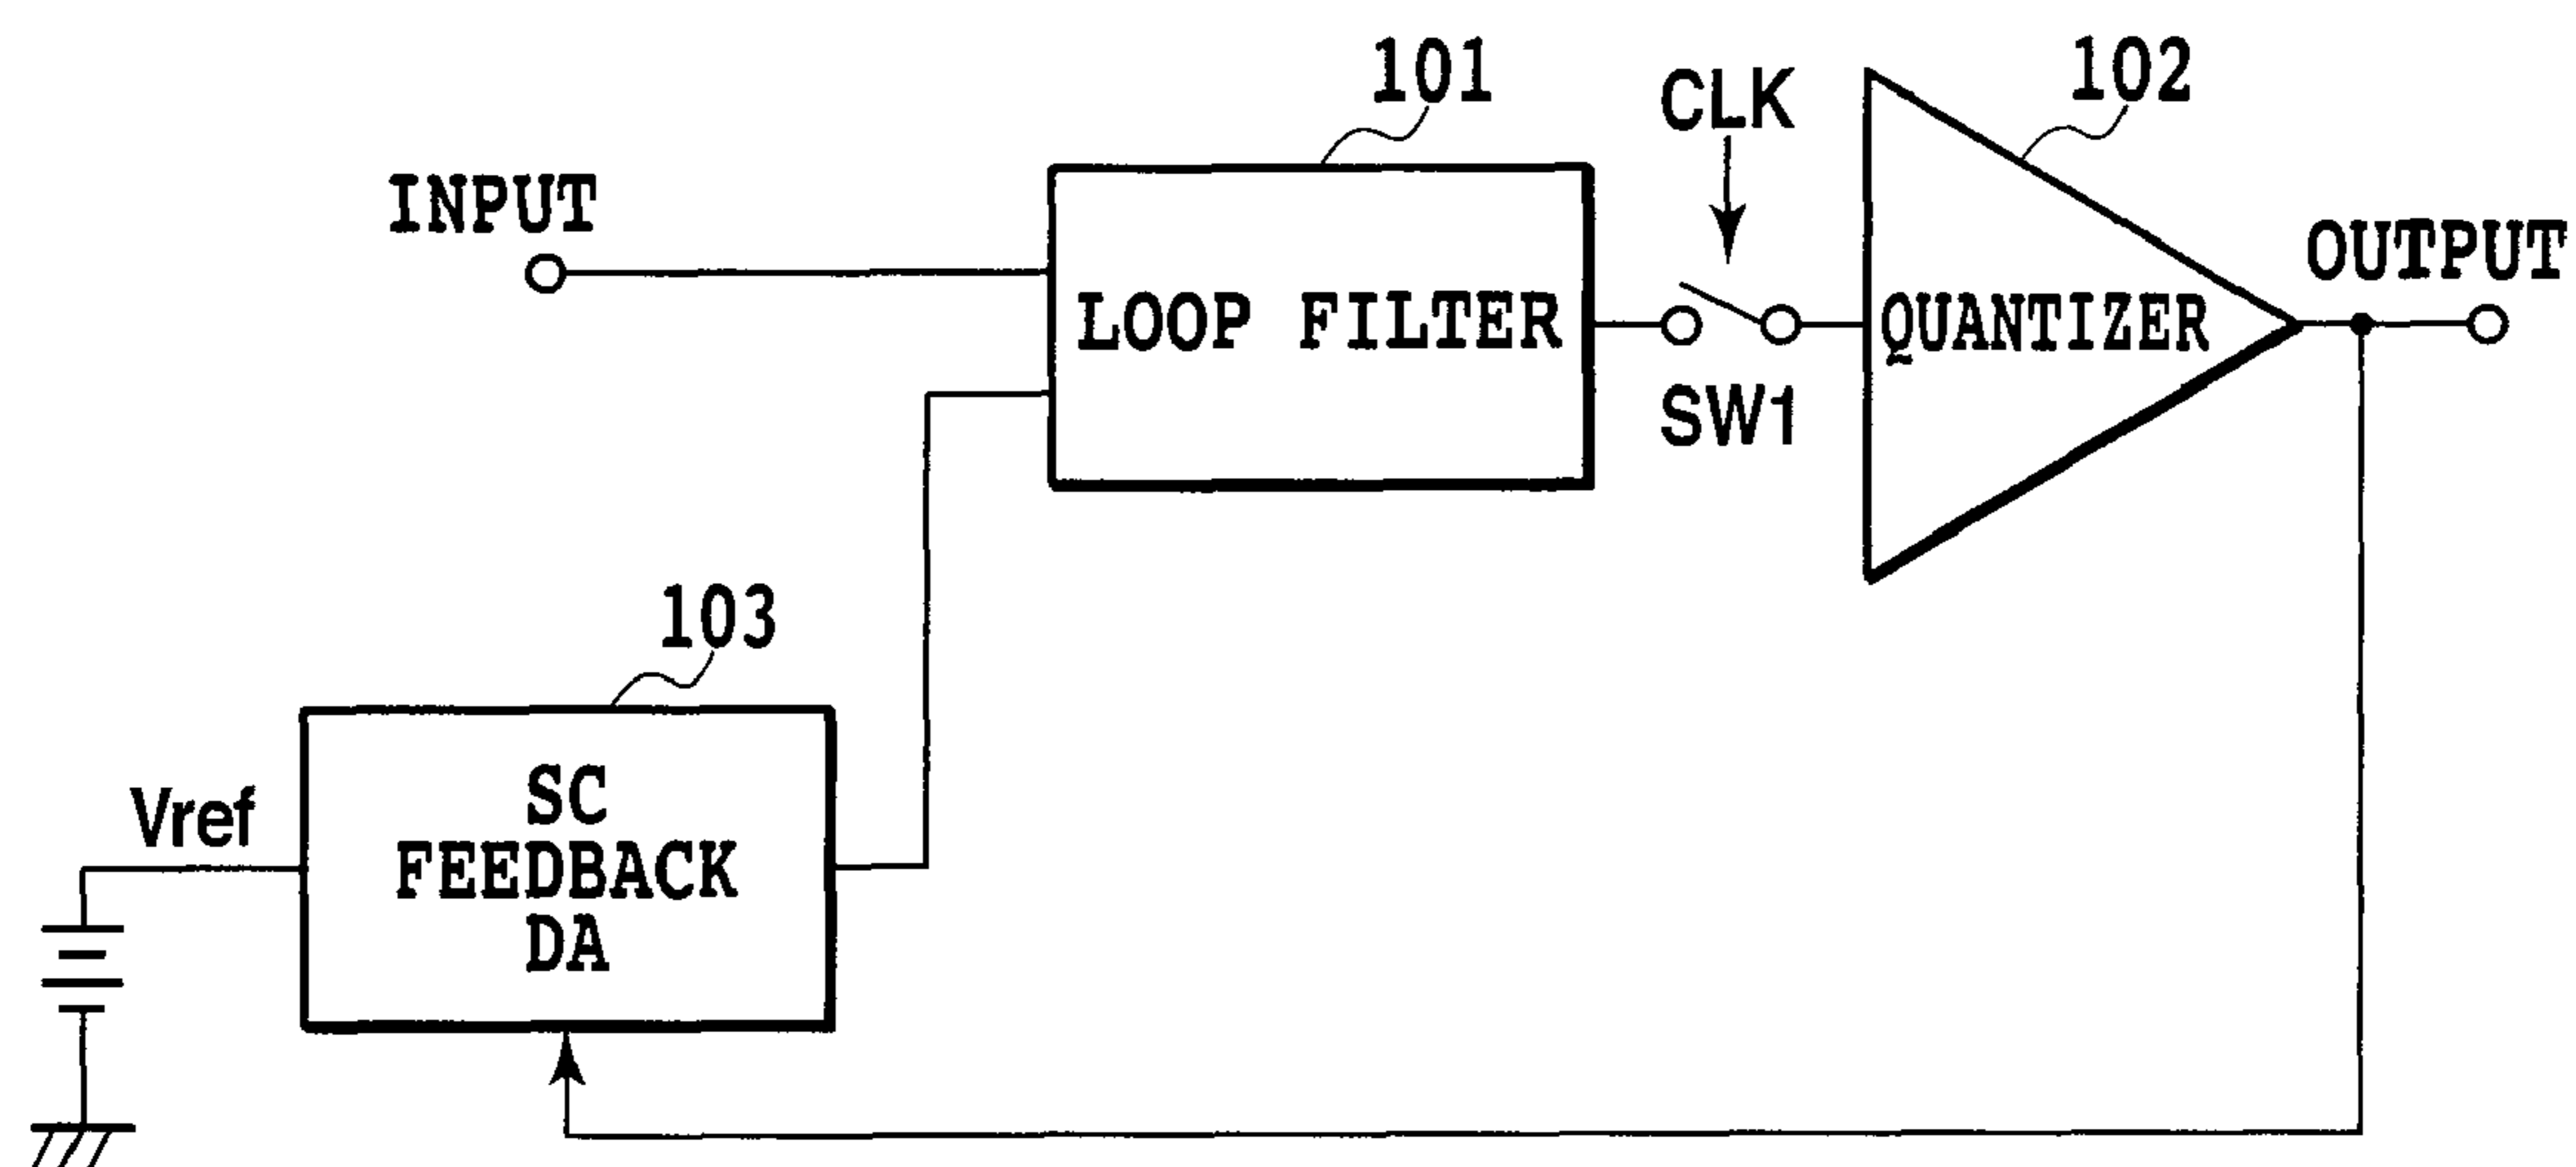 101
CLK
102
INPUT
OUTPUT
LOOP FILTER
QUANTIZER
SW1
103
Vref
SC
FEEDBACK
DA